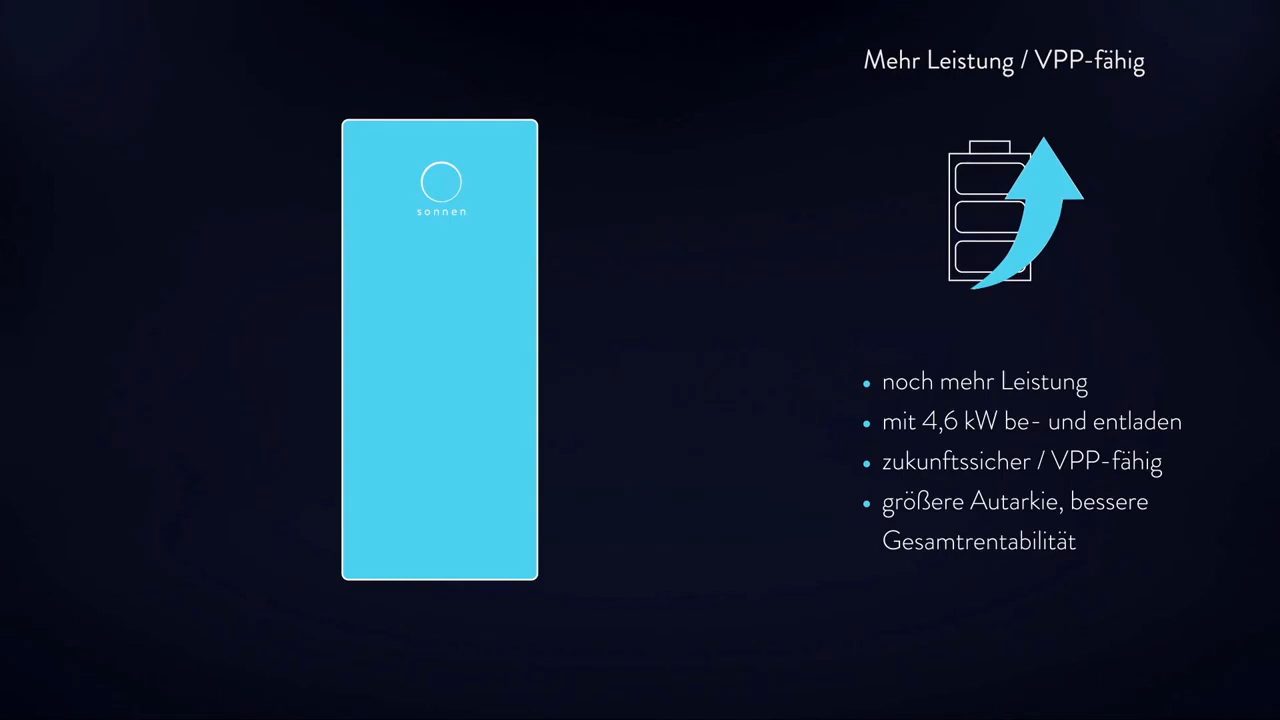 Mehr Leistung / VPP-fähig
sonnen
noch mehr Leistung
mit 4,6 kW be- und entladen
zukunftssicher / VPP-fähig
größere Autarkie, bessere
Gesamtrentabilität